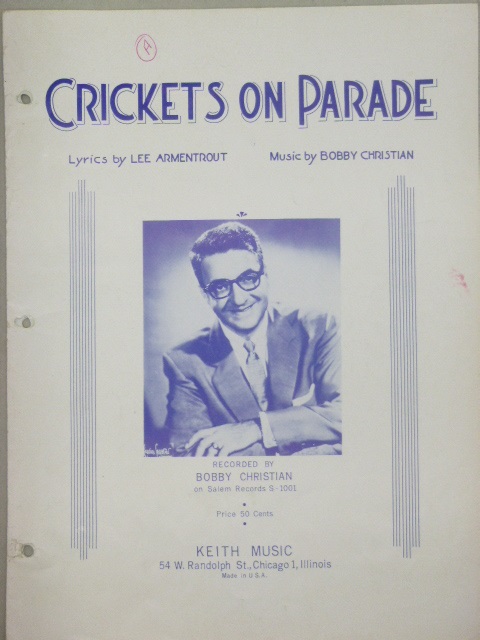 A
CRICKETS ON PARADE
Lyrics by LEE ARMENTROUT Music by BOBBY CHRISTIAN
RECORDED BY
BOBBY CHRISTIAN
on Salem Records S-1001
Price 50 Cents
KEITH MUSIC
54 W. Randolph St., Chicago 1, Illinois
Made in U.S.A.